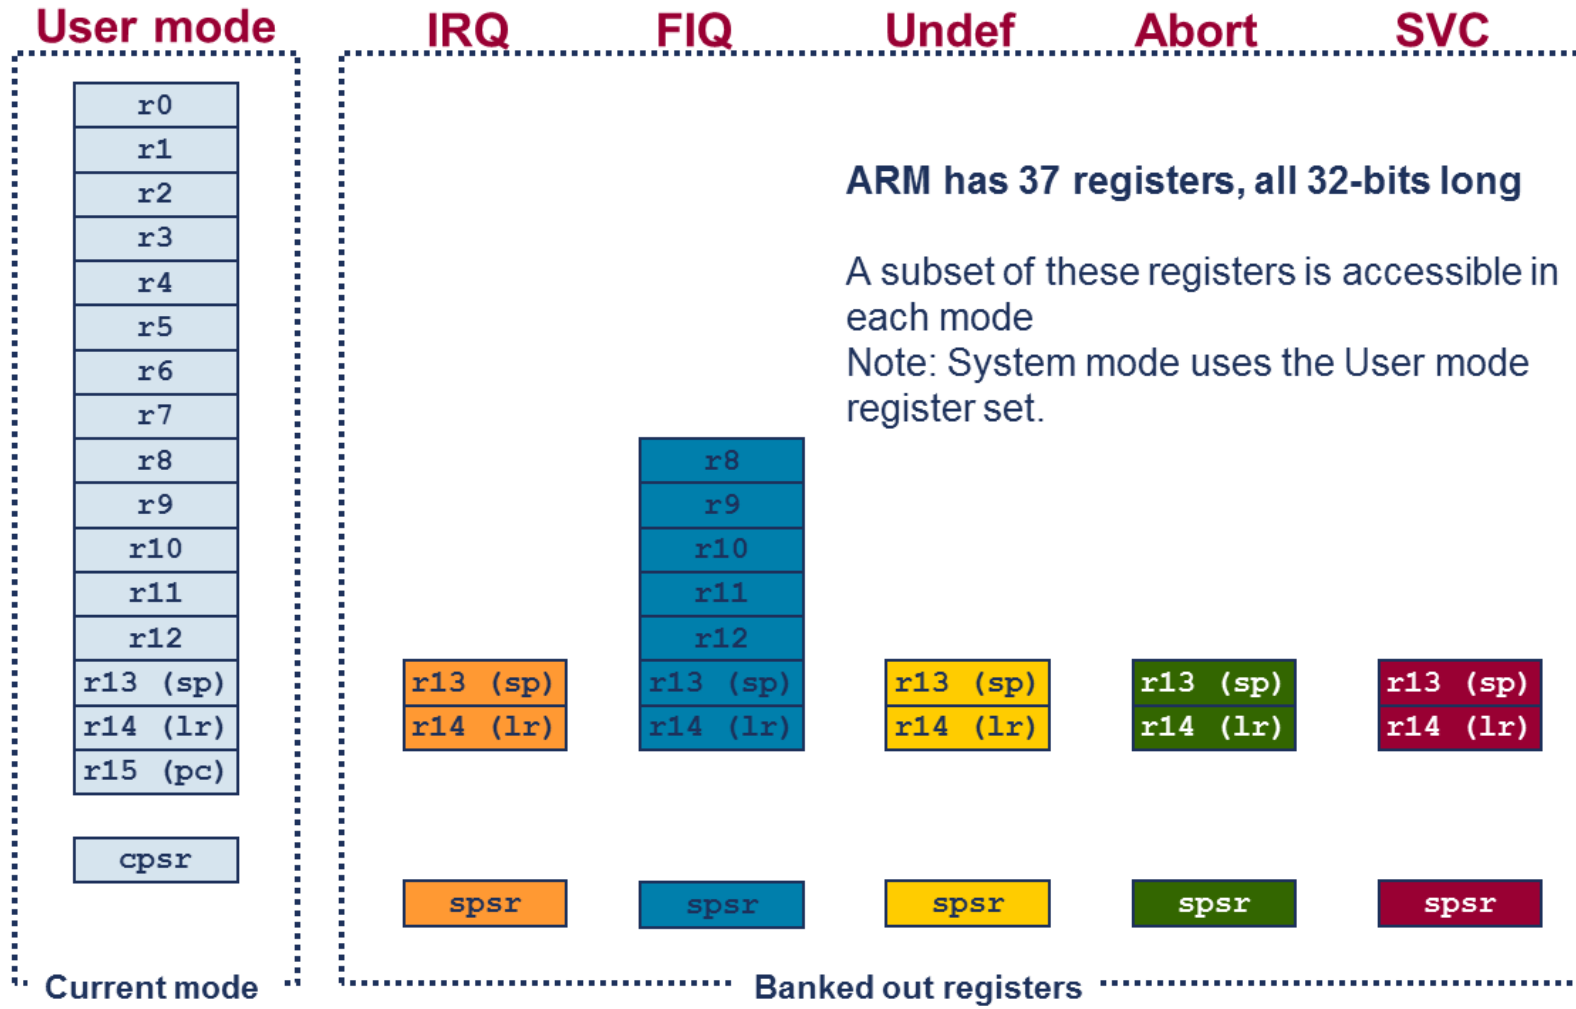 User mode
IRQ
FIQ
Undef
Abort
SVC
r0
r1
r2
r3
r4
r5
r6
r7
r8
r9
r10
r11
r12
r13 (sp)
r14 (lr)
r15 (pc)
cpsr
Current mode
ARM has 37 registers, all 32-bits long
A subset of these registers is accessible in
each mode
Note: System mode uses the User mode
register set.
r13 (sp)
r14 (lr)
spsr
r8
r9
r10
r11
r12
r13 (sp)
r14 (lr)
spsr
r13 (sp)
r14 (lr)
spsr
r13 (sp)
r14 (lr)
spsr
r13 (sp)
r14 (lr)
spsr
Banked out registers